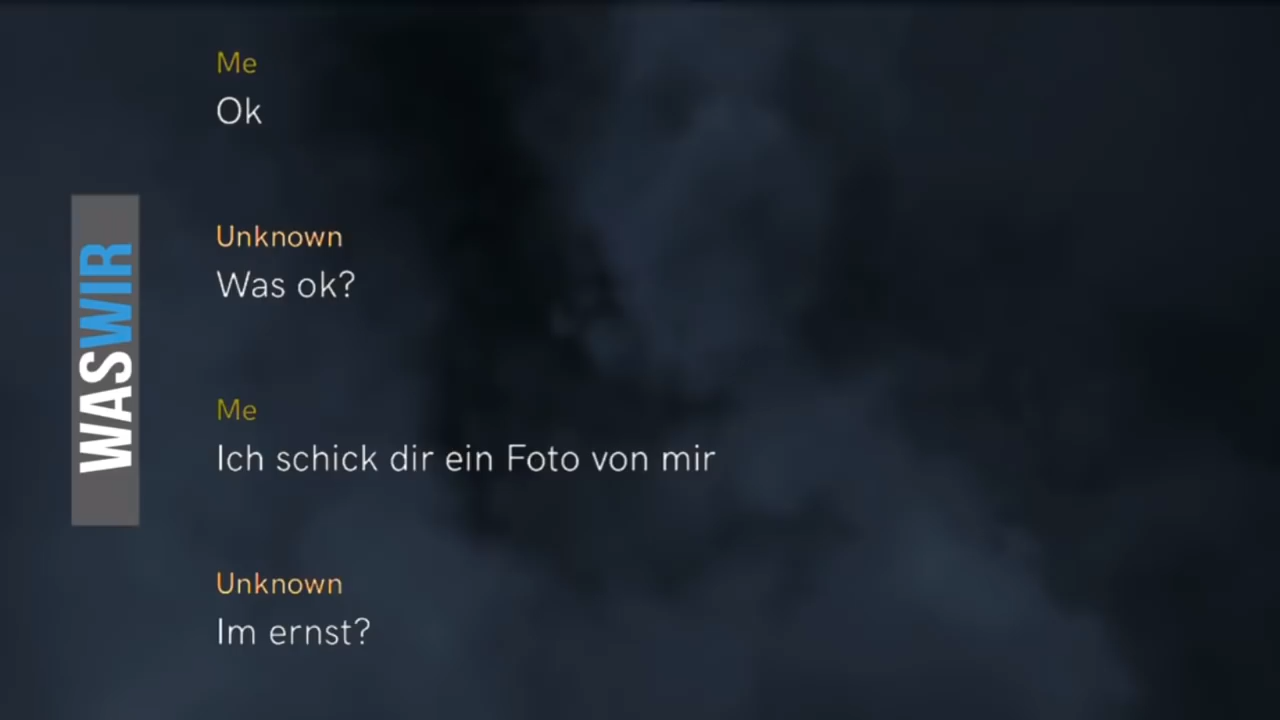 Me
Ok
WASWIR
Unknown
Was ok?
Me
Ich schick dir ein Foto von mir
Unknown
Im ernst?